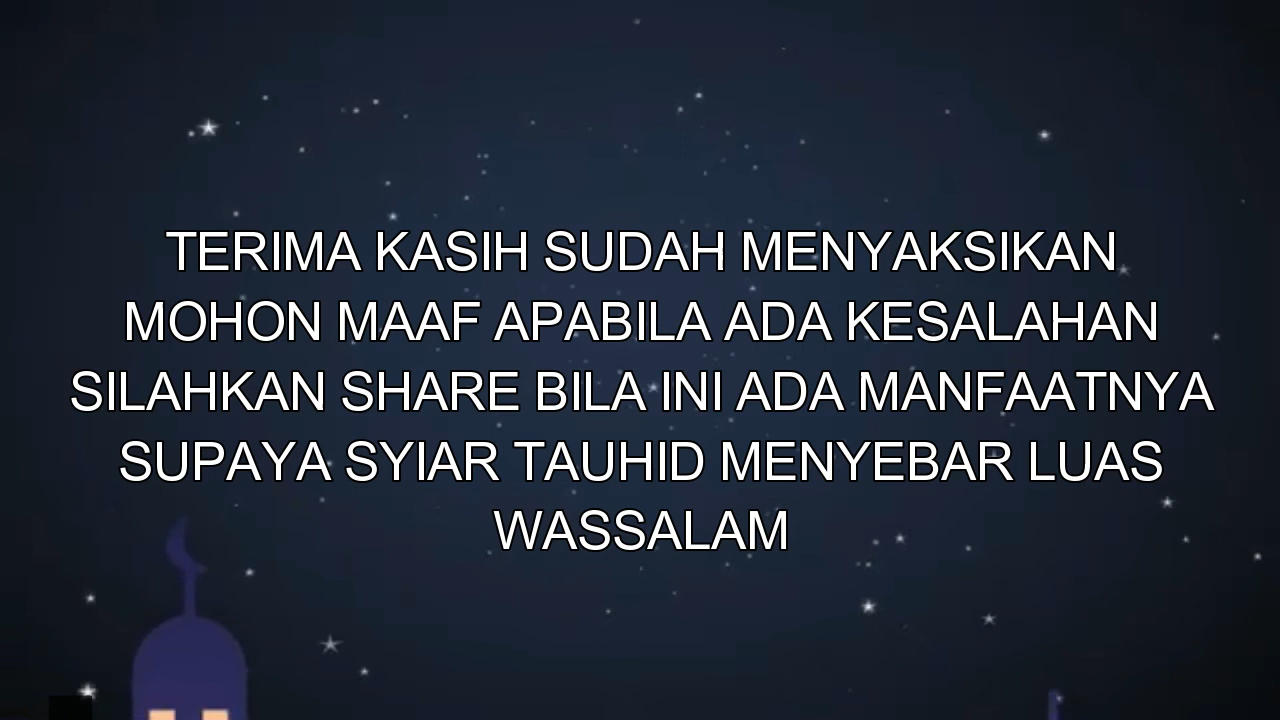 TERIMA KASIH SUDAH MENYAKSIKAN
MOHON MAAF APABILA ADA KESALAHAN
SILAHKAN SHARE BILA INI ADA MANFAATNYA
SUPAYA SYIAR TAUHID MENYEBAR LUAS
WASSALAM